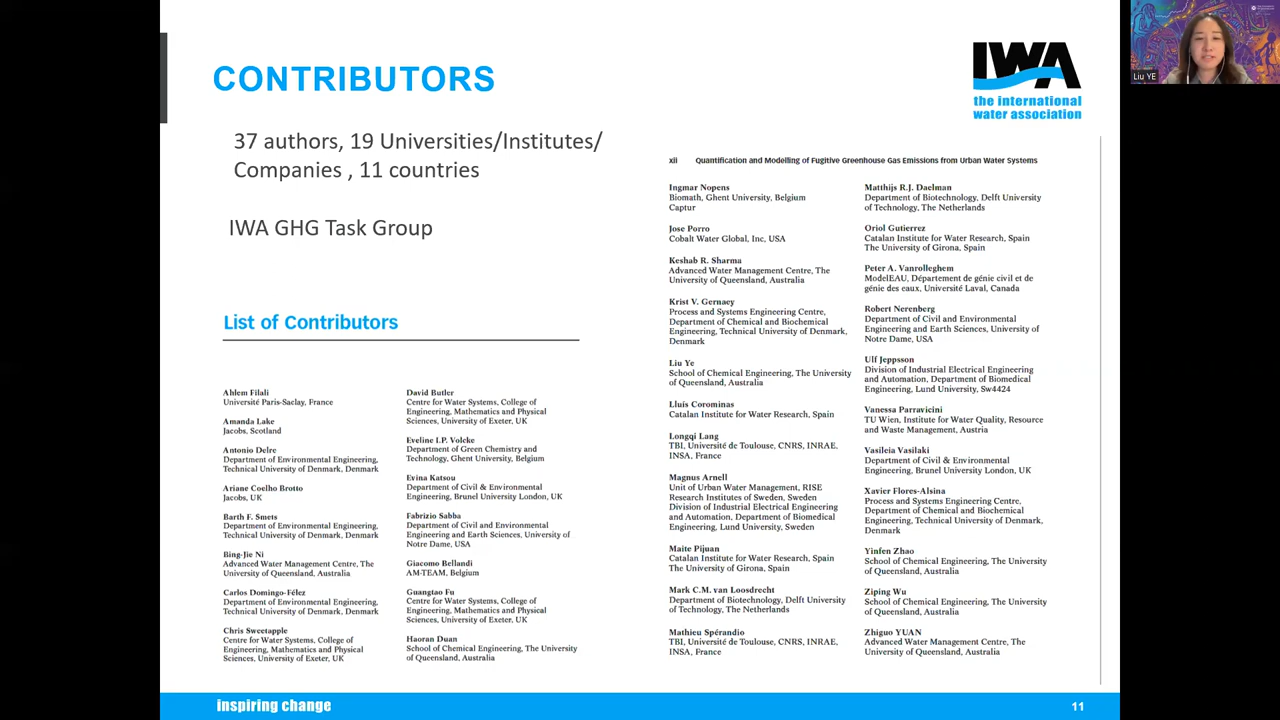 CONTRIBUTORS
37 authors, 19 Universities/Institutes/
Companies , 11 countries
IWA GHG Task Group
List of Contributors
Ahlem Filali
Université Paris-Saclay, France
Amanda Lake
Jacobs, Scotland
Antonio Delre
Department of Environmental Engineering,
Technical University of Denmark, Denmark
Ariane Coelho Brotto
Jacobs, UK
Barth F. Smets
Department of Environmental Engineering,
Technical University of Denmark, Denmark
Bing-Jie Ni
Advanced Water Management Centre, The
University of Queensland, Australia
Carlos Domingo-Félez
Department of Environmental Engineering,
Technical University of Denmark, Denmark
Chris Sweetapple
Centre for Water Systems, College of
Engineering, Mathematics and Physical
Sciences, University of Exeter, UK
David Butler
Centre for Water Systems, College of
Engineering, Mathematics and Physical
Sciences, University of Exeter, UK
Eveline I.P. Volcke
Department of Green Chemistry and
Technology, Ghent University, Belgium
Evina Katsou
Department of Civil & Environmental
Engineering, Brunel University London, UK
Fabrizio Sabba
Department of Civil and Environmental
Engineering and Earth Sciences, University of
Notre Dame, USA
Giacomo Bellandi
AM-TEAM, Belgium
Guangtao Fu
Centre for Water Systems, College of
Engineering, Mathematics and Physical
Sciences, University of Exeter, UK
Haoran Duan
School of Chemical Engineering, The University
of Queensland, Australia
IWA
the international
water association
xii Quantification and Modelling of Fugitive Greenhouse Gas Emissions from Urban Water Systems
Ingmar Nopens
Biomath, Ghent University, Belgium
Captur
Jose Porro
Cobalt Water Global, Inc, USA
Keshab R. Sharma
Advanced Water Management Centre, The
University of Queensland, Australia
Krist V. Gernaey
Process and Systems Engineering Centre,
Department of Chemical and Biochemical
Engineering, Technical University of Denmark,
Denmark
Liu Ye
School of Chemical Engineering, The University
of Queensland, Australia
Lluís Corominas
Catalan Institute for Water Research, Spain
Longqi Lang
TBI, Université de Toulouse, CNRS, INRAE,
INSA, France
Magnus Arnell
Unit of Urban Water Management, RISE
Research Institutes of Sweden, Sweden
Division of Industrial Electrical Engineering
and Automation, Department of Biomedical
Engineering, Lund University, Sweden
Maite Pijuan
Catalan Institute for Water Research, Spain
The University of Girona, Spain
Mark C.M. van Loosdrecht
Department of Biotechnology, Delft University
of Technology, The Netherlands
Mathieu Spérandio
TBI, Université de Toulouse, CNRS, INRAE,
INSA, France
Matthijs R.J. Daelman
Department of Biotechnology, Delft University
of Technology, The Netherlands
Oriol Gutierrez
Catalan Institute for Water Research, Spain
The University of Girona, Spain
Peter A. Vanrolleghem
ModelEAU, Département de génie civil et de
génie des eaux, Université Laval, Canada
Robert Nerenberg
Department of Civil and Environmental
Engineering and Earth Sciences, University of
Notre Dame, USA
Ulf Jeppsson
Division of Industrial Electrical Engineering
and Automation, Department of Biomedical
Engineering, Lund University, Sw4424
Vanessa Parravicini
TU Wien, Institute for Water Quality, Resource
and Waste Management, Austria
Vasileia Vasilaki
Department of Civil & Environmental
Engineering, Brunel University London, UK
Xavier Flores-Alsina
Process and Systems Engineering Centre,
Department of Chemical and Biochemical
Engineering, Technical University of Denmark,
Denmark
Yinfen Zhao
School of Chemical Engineering, The University
of Queensland, Australia
Ziping Wu
School of Chemical Engineering, The University
of Queensland, Australia
Zhiguo YUAN
Advanced Water Management Centre, The
University of Queensland, Australia
inspiring change
11
Liu YE